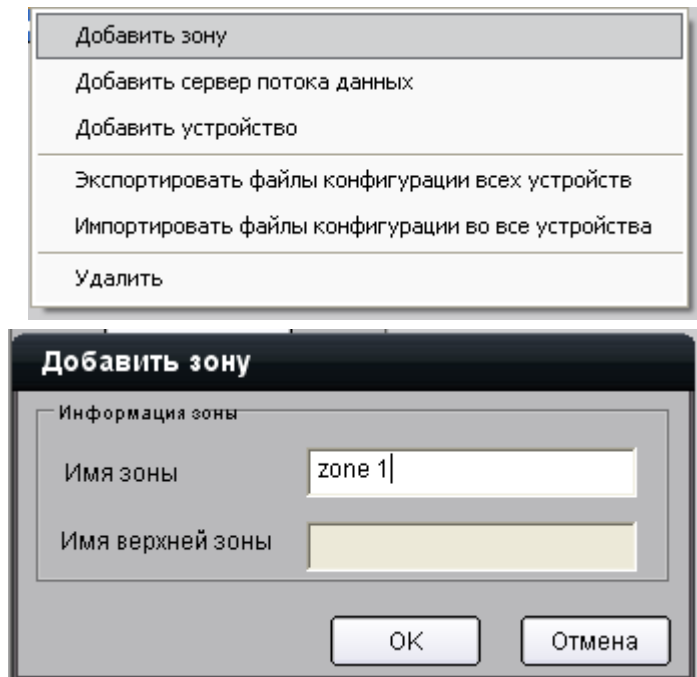 Добавить зону
Добавить сервер потока данных
Добавить устройство
Экспортировать файлы конфигурации всех устройств
Импортировать файлы конфигурации во все устройства
Удалить
Добавить зону
Информация зоны
Имя зоны zone 1
Имя верхней зоны
OK Отмена